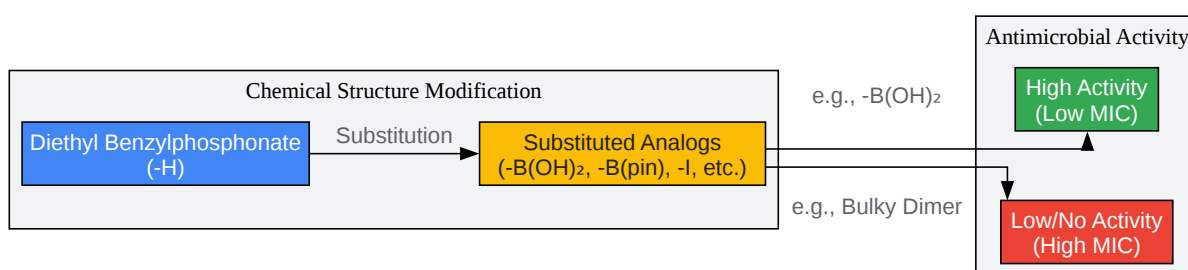 Chemical Structure Modification
Diethyl Benzylphosphonate
(-H)
Substitution
Substituted Analogs
(-B(OH)₂, -B(pin), -I, etc.)
e.g., -B(OH)₂
e.g., Bulky Dimer
Antimicrobial Activity
High Activity
(Low MIC)
Low/No Activity
(High MIC)